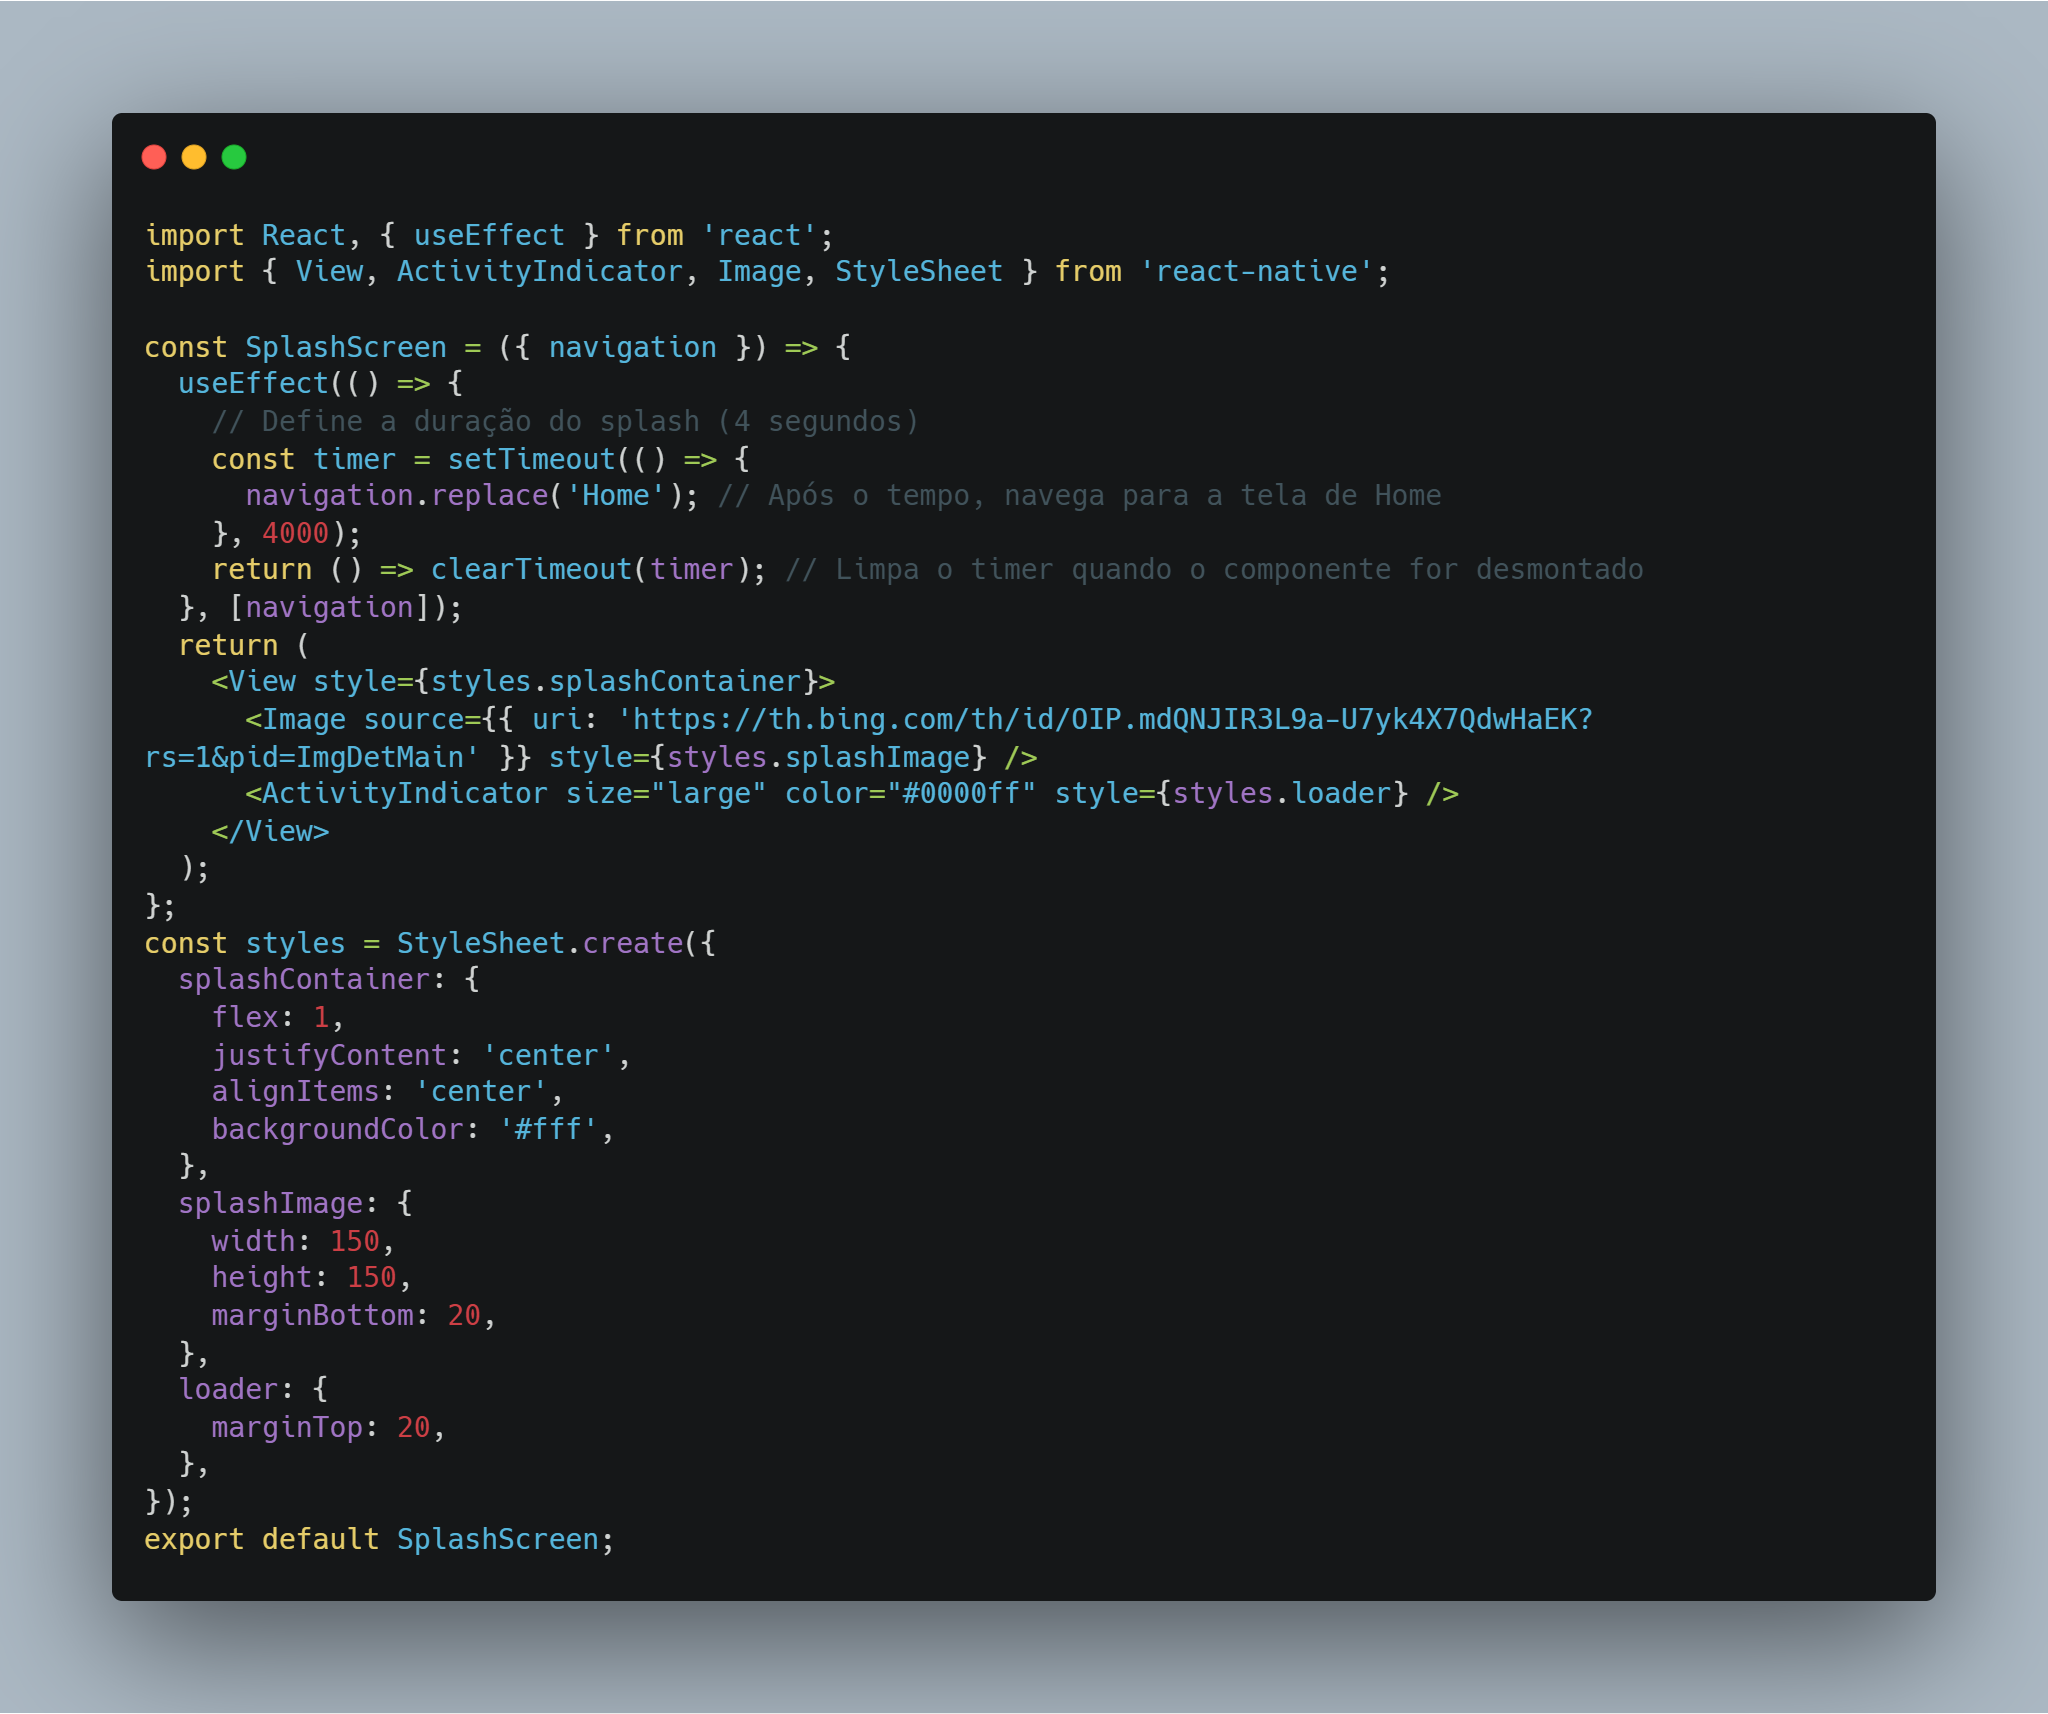 import React, { useEffect } from 'react';
import { View, ActivityIndicator, Image, StyleSheet } from 'react-native';

const SplashScreen = ({ navigation }) => {
  useEffect(() => {
    // Define a duração do splash (4 segundos)
    const timer = setTimeout(() => {
      navigation.replace('Home'); // Após o tempo, navega para a tela de Home
    }, 4000);
    return () => clearTimeout(timer); // Limpa o timer quando o componente for desmontado
  }, [navigation]);
  return (
    <View style={styles.splashContainer}>
      <Image source={{ uri: 'https://th.bing.com/th/id/OIP.mdQNJIR3L9a-U7yk4X7QdwHaEK?
rs=1&pid=ImgDetMain' }} style={styles.splashImage} />
      <ActivityIndicator size="large" color="#0000ff" style={styles.loader} />
    </View>
  );
};
const styles = StyleSheet.create({
  splashContainer: {
    flex: 1,
    justifyContent: 'center',
    alignItems: 'center',
    backgroundColor: '#fff',
  },
  splashImage: {
    width: 150,
    height: 150,
    marginBottom: 20,
  },
  loader: {
    marginTop: 20,
  },
});
export default SplashScreen;